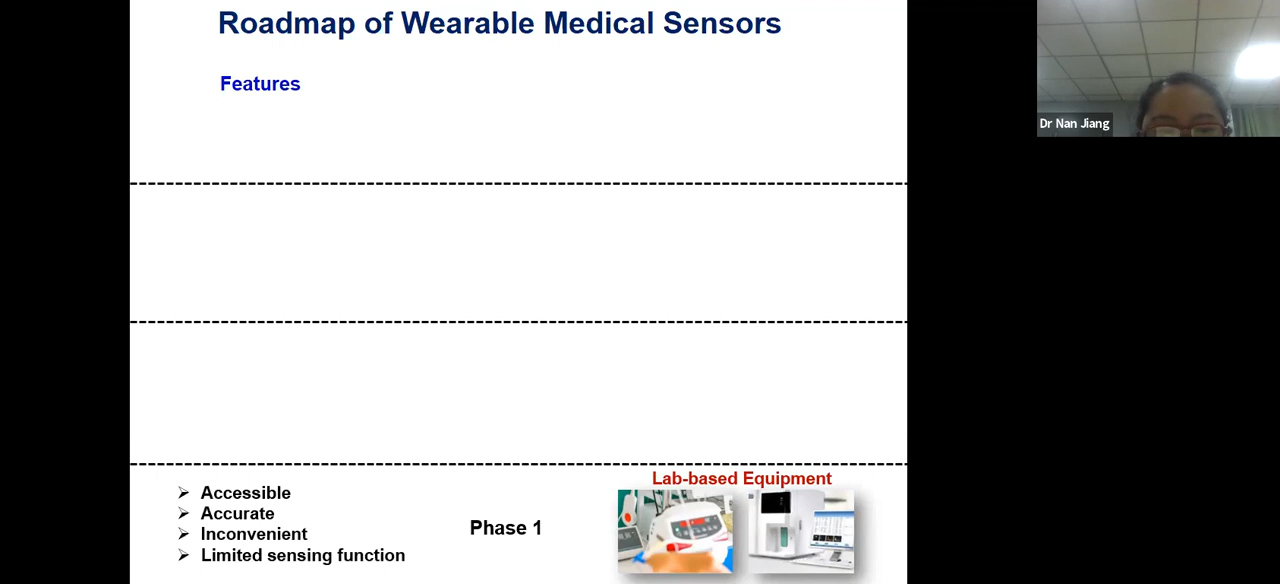 Roadmap of Wearable Medical Sensors
Features
Dr Nan Jiang
Lab-based Equipment
Accessible
Accurate
Inconvenient
Limited sensing function
Phase 1